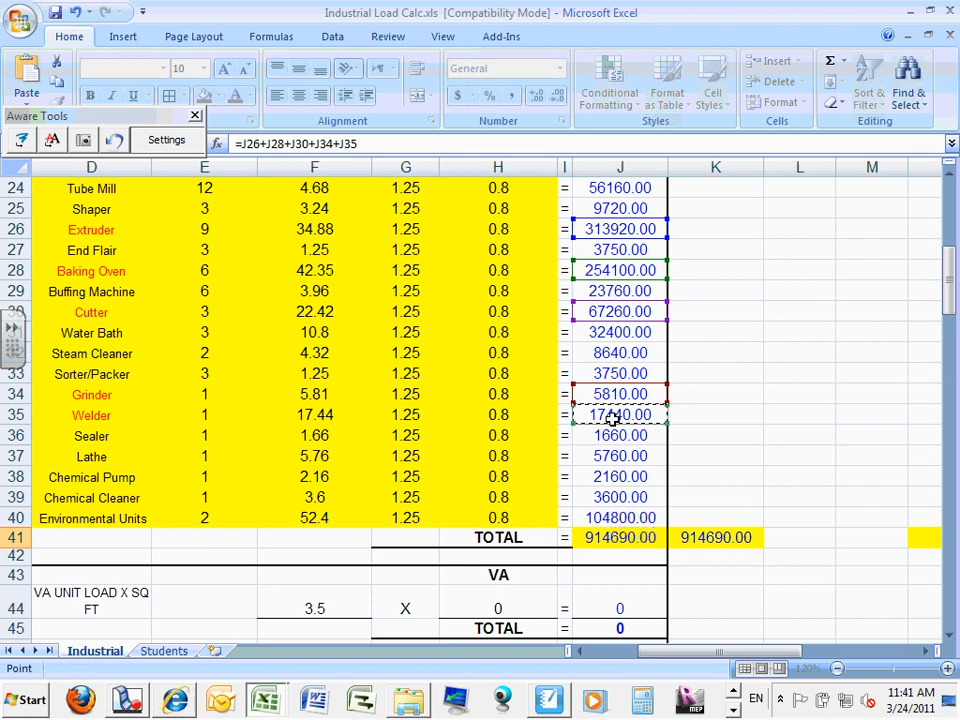 Industrial Load Calc.xls [Compatibility Mode] - Microsoft Excel
Home Insert Page Layout Formulas Data Review View Add-Ins
Paste
10
B I U
A A
General
$ % ,
Conditional Formatting
Format as Table
Cell Styles
Insert
Delete
Format
Σ
Sort & Filter
Find & Select
Alignment Number Styles Cells Editing
Aware Tools
Settings
fx =J26+J28+J30+J34+J35
D E F G H I J K L M
24 Tube Mill 12 4.68 1.25 0.8 = 56160.00
25 Shaper 3 3.24 1.25 0.8 = 9720.00
26 Extruder 9 34.88 1.25 0.8 = 313920.00
27 End Flair 3 1.25 1.25 0.8 = 3750.00
28 Baking Oven 6 42.35 1.25 0.8 = 254100.00
29 Buffing Machine 6 3.96 1.25 0.8 = 23760.00
30 Cutter 3 22.42 1.25 0.8 = 67260.00
31 Water Bath 3 10.8 1.25 0.8 = 32400.00
32 Steam Cleaner 2 4.32 1.25 0.8 = 8640.00
33 Sorter/Packer 3 1.25 1.25 0.8 = 3750.00
34 Grinder 1 5.81 1.25 0.8 = 5810.00
35 Welder 1 17.44 1.25 0.8 = 17440.00
36 Sealer 1 1.66 1.25 0.8 = 1660.00
37 Lathe 1 5.76 1.25 0.8 = 5760.00
38 Chemical Pump 1 2.16 1.25 0.8 = 2160.00
39 Chemical Cleaner 1 3.6 1.25 0.8 = 3600.00
40 Environmental Units 2 52.4 1.25 0.8 = 104800.00
41 TOTAL = 914690.00 914690.00
42
43 VA
VA UNIT LOAD X SQ
44 FT 3.5 X 0 = 0
45 TOTAL = 0
Industrial Students
Point 120%
Start
MEP
EN
11:41 AM
3/24/2011